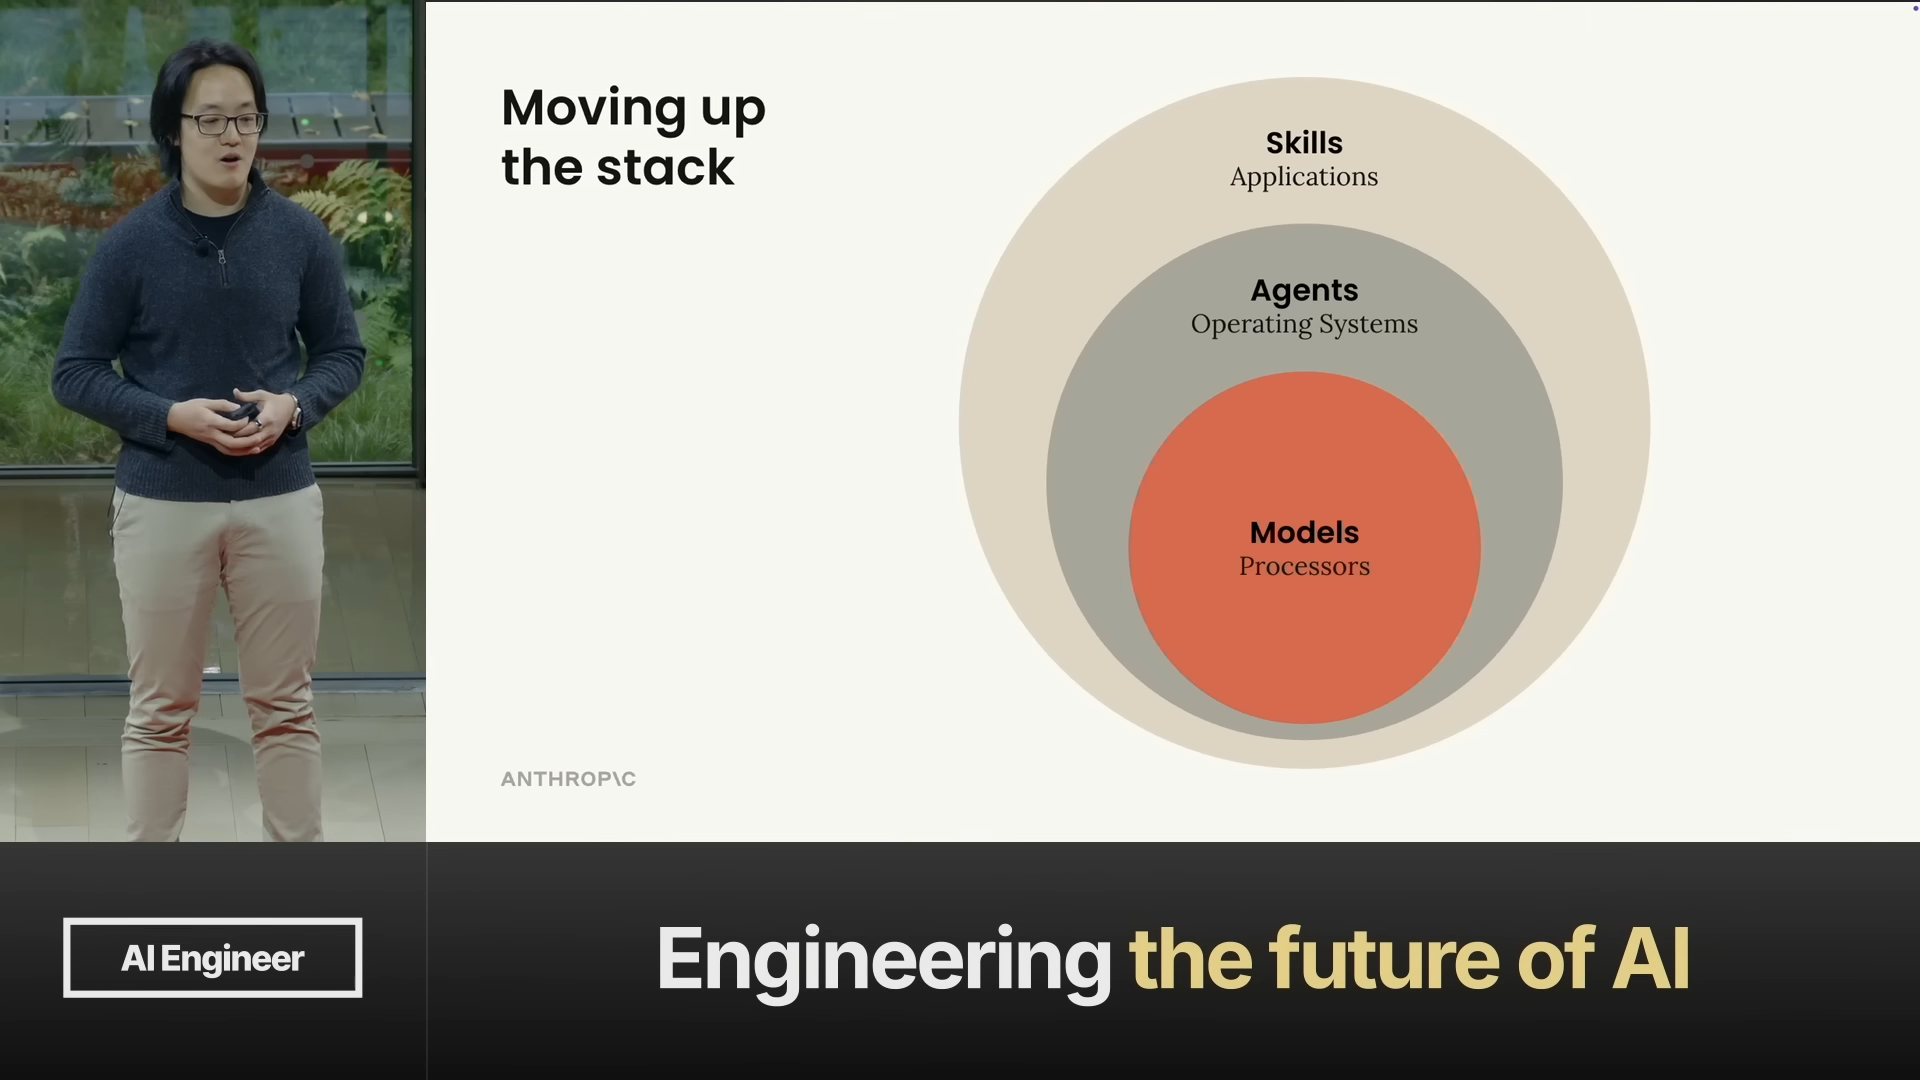 Moving up
the stack
Skills
Applications
Agents
Operating Systems
Models
Processors
ANTHROP\C
AI Engineer
Engineering the future of AI